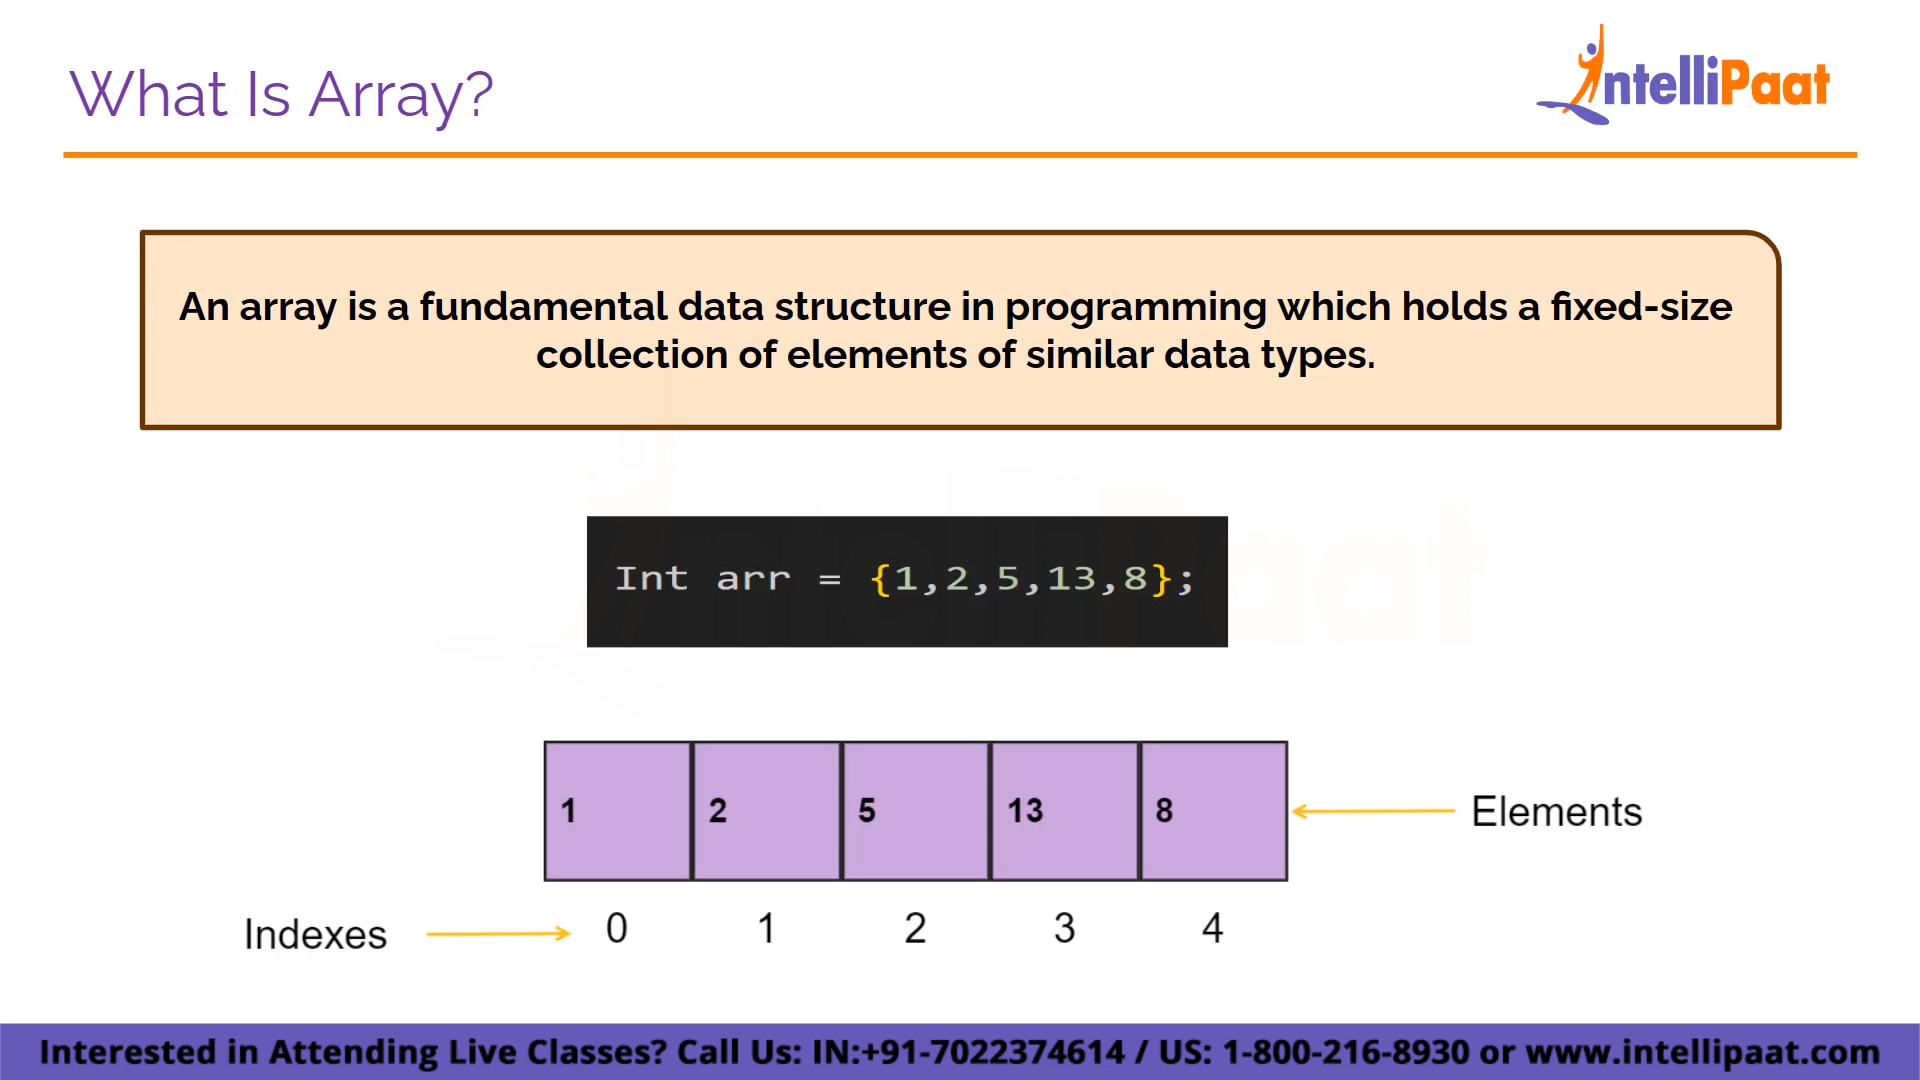 What Is Array?
IntelliPaat
An array is a fundamental data structure in programming which holds a fixed-size
collection of elements of similar data types.
Int arr = {1,2,5,13,8};
1 2 5 13 8
Elements
Indexes
0 1 2 3 4
Interested in Attending Live Classes? Call Us: IN:+91-7022374614 / US: 1-800-216-8930 or www.intellipaat.com